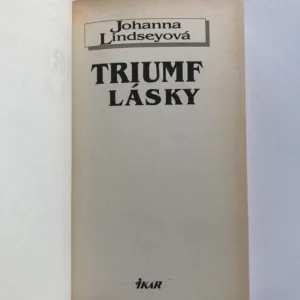 Johanna
Lindseyová
TRIUMF
LÁSKY
IKAR